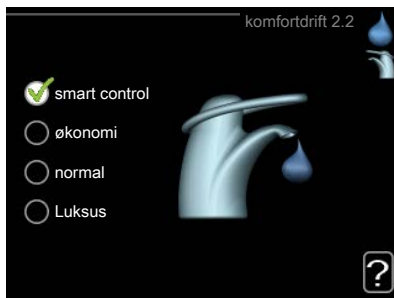 komfortdrift 2.2
smart control
økonomi
normal
Luksus
?